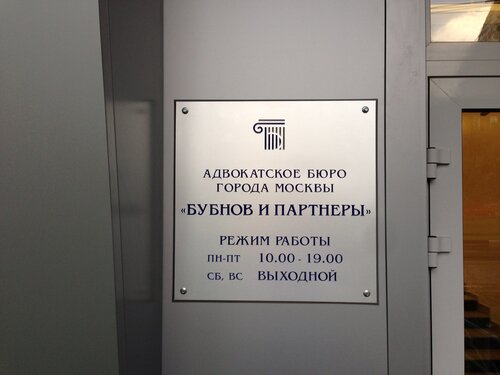 АДВОКАТСКОЕ БЮРО
ГОРОДА МОСКВЫ
«БУБНОВ И ПАРТНЕРЫ»
РЕЖИМ РАБОТЫ
ПН-ПТ 10.00 - 19.00
СБ, ВС ВЫХОДНОЙ